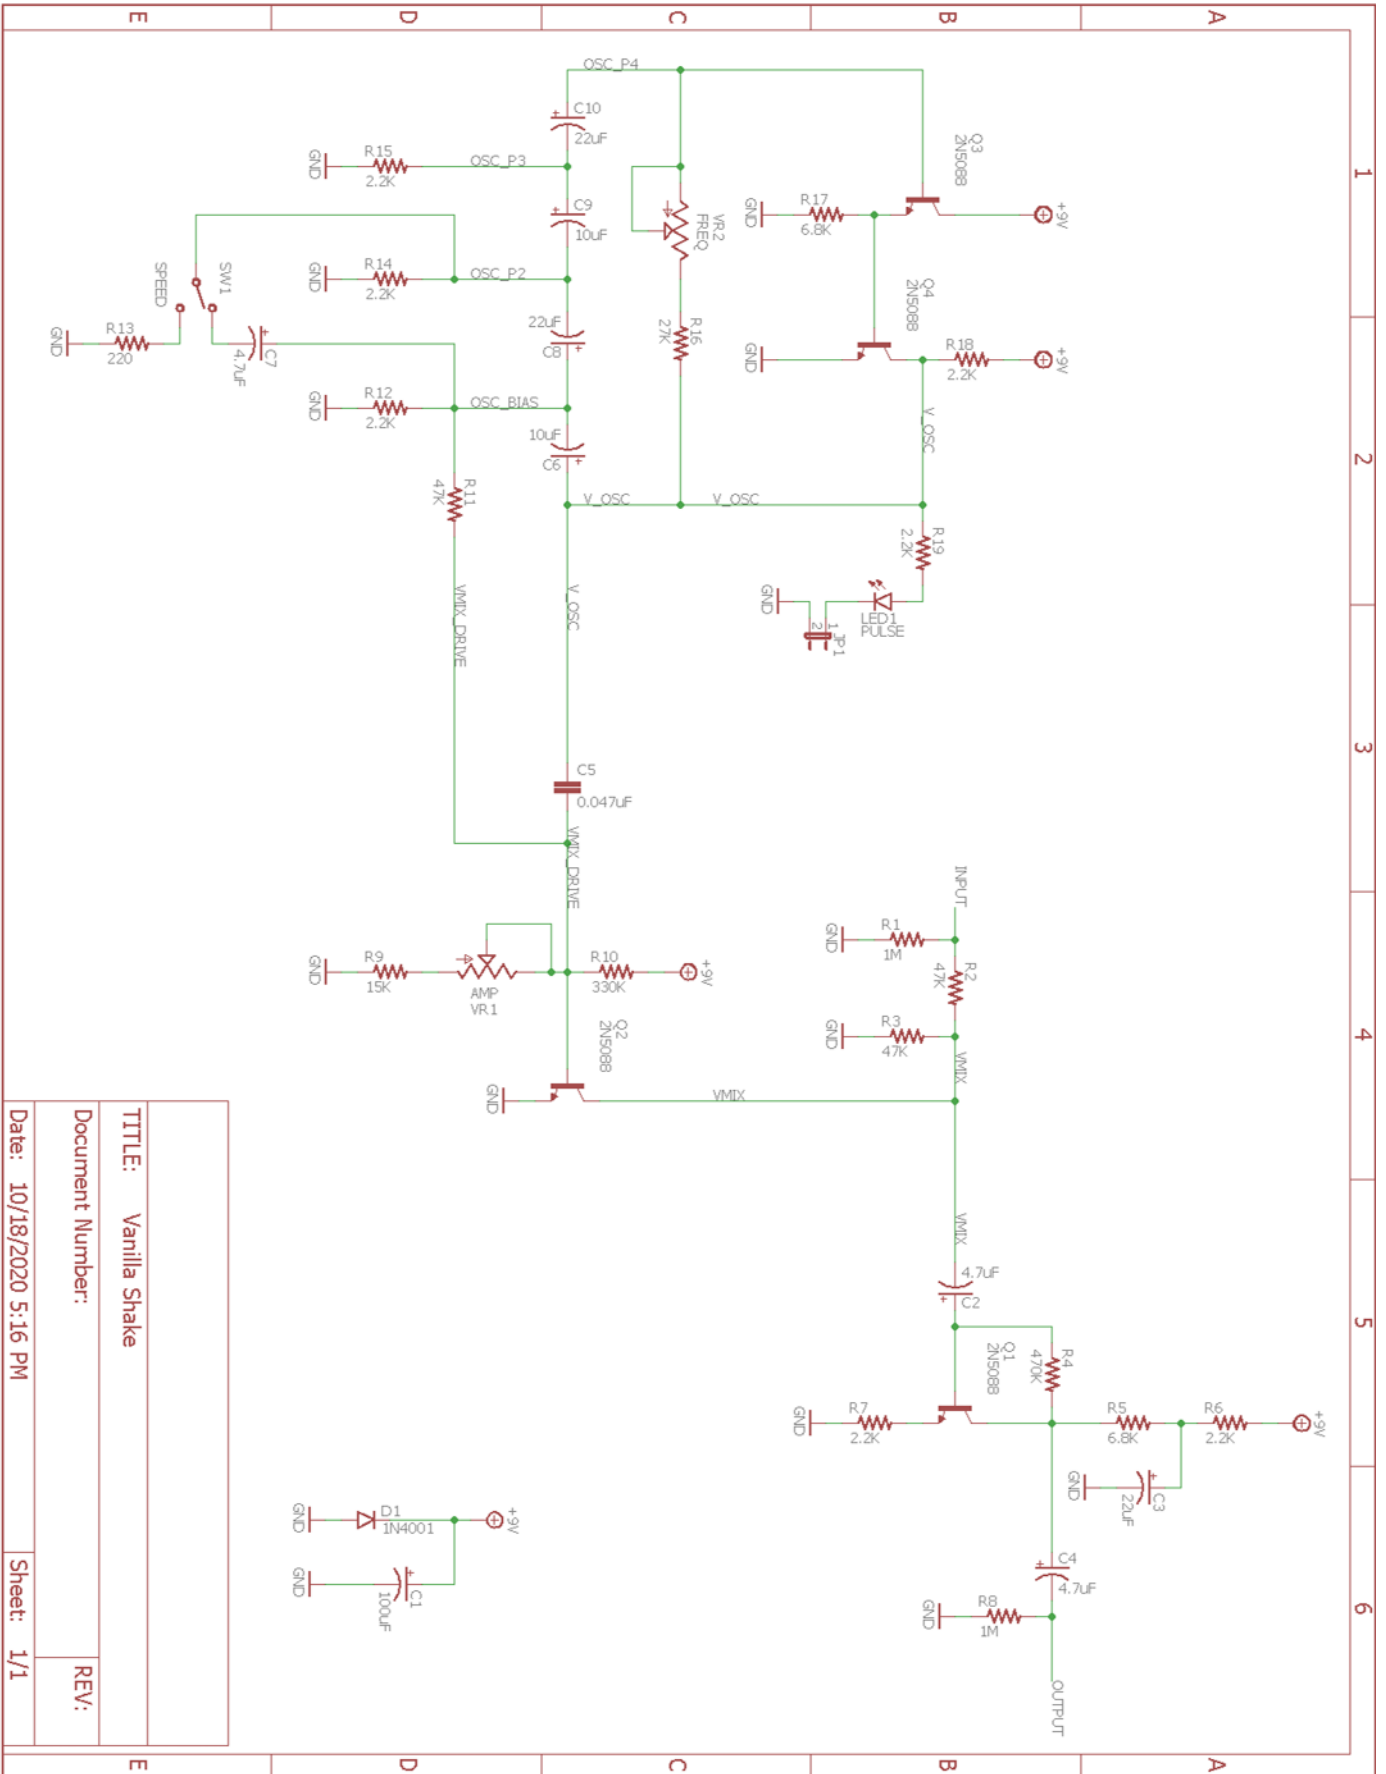 A
B
C
D
E
1
2
3
4
5
6
A
B
C
D
E
OSC_P4
C10
22uF
R15
2.2K
GND
OSC_P3
C9
10uF
R14
2.2K
GND
OSC_P2
22uF
C8
SW1
SPEED
R13
220
GND
C7
4.7uF
R12
2.2K
GND
OSC_BIAS
10uF
C6
R11
47K
VMIX_DRIVE
VR2
FREQ
R16
27K
Q3
2N5088
+9V
R17
6.8K
GND
Q4
2N5088
GND
R18
2.2K
+9V
V_OSC
V_OSC
V_OSC
V_OSC
R19
2.2K
LED1
PULSE
JP1
1
2
GND
C5
0.047uF
VMIX_DRIVE
R9
15K
GND
AMP
VR1
R10
330K
+9V
Q2
2N5088
GND
VMIX
INPUT
R1
1M
GND
R2
47K
R3
47K
GND
VMIX
VMIX
4.7uF
C2
Q1
2N5088
R4
470K
R7
2.2K
GND
R5
6.8K
R6
2.2K
+9V
C3
22uF
GND
C4
4.7uF
R8
1M
GND
OUTPUT
D1
1N4001
GND
+9V
C1
100uF
GND
TITLE: Vanilla Shake
Document Number:
REV:
Date: 10/18/2020 5:16 PM
Sheet: 1/1